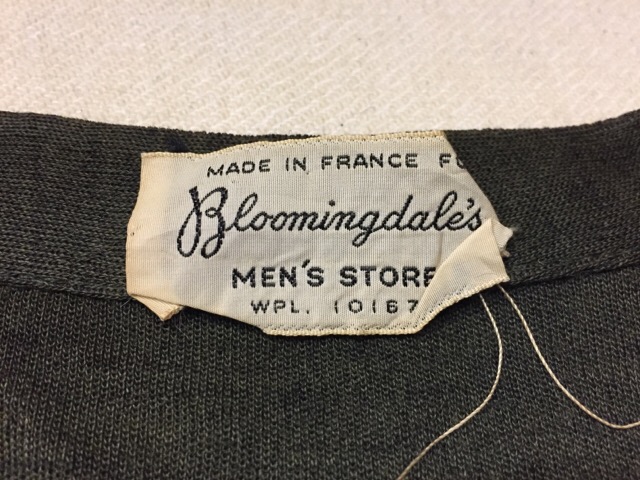 MADE IN FRANCE
Bloomingdale's
MEN'S STORE
WPL. 10167